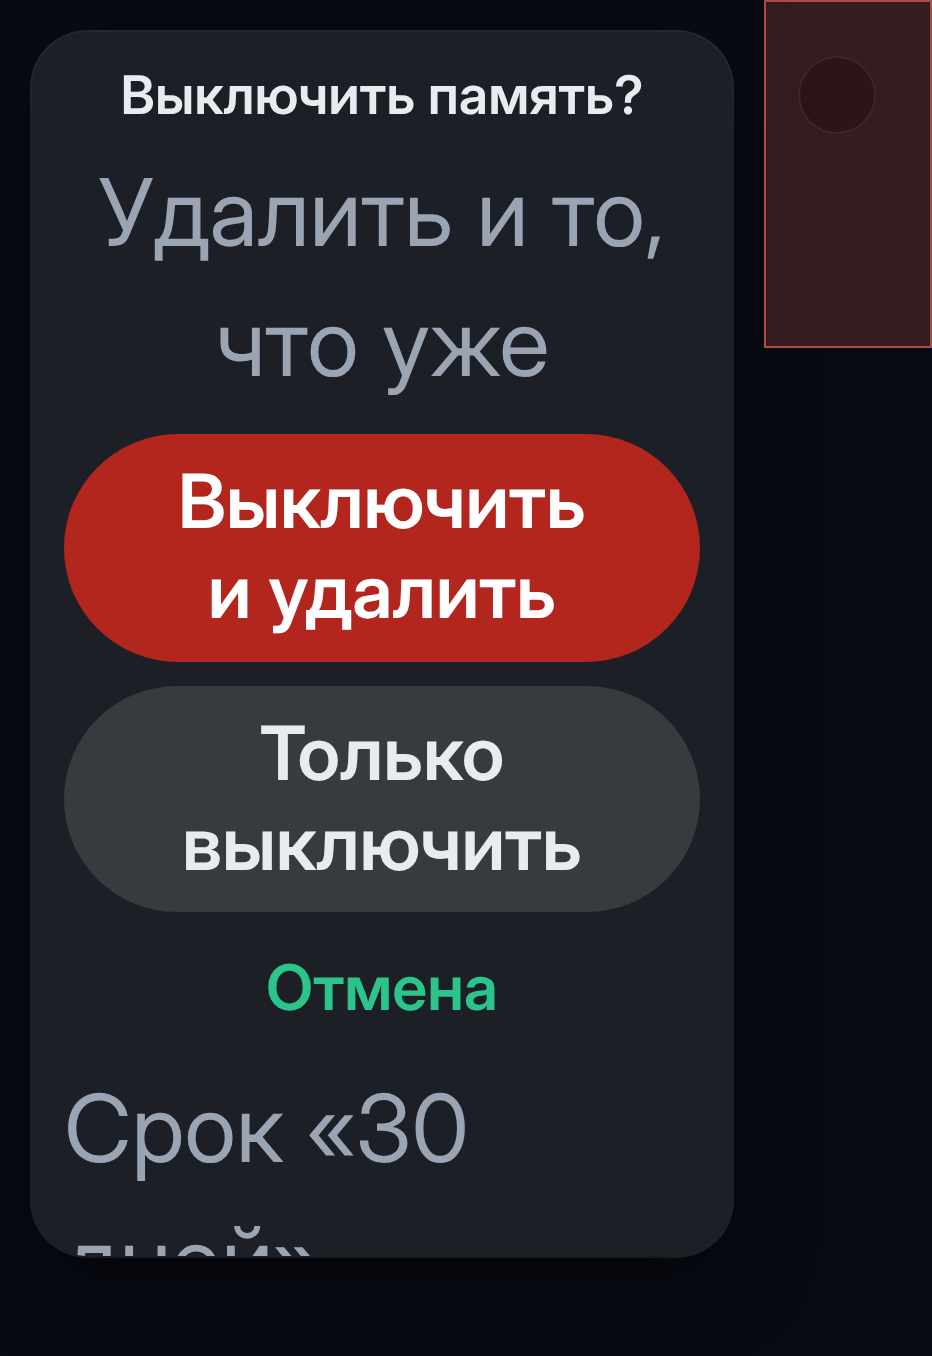 Выключить память?
Удалить и то,
что уже
Выключить
и удалить
Только
выключить
Отмена
Срок «30